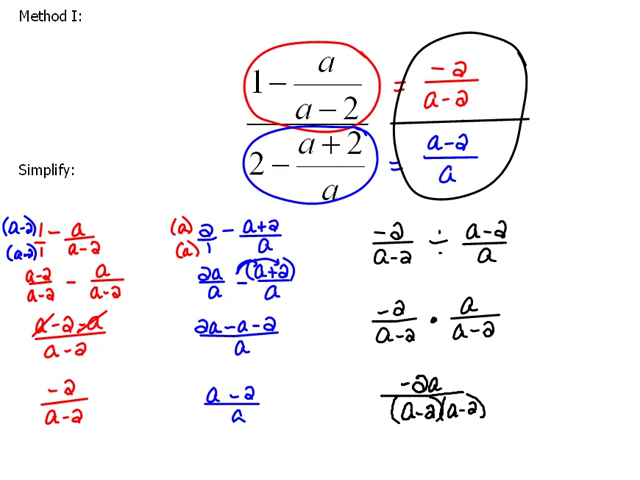 Method I:
1 - a/(a - 2) = -2/(a-2)
2 - (a + 2)/a = (a-2)/a
Simplify:
(a-2)/(a-2) 1/1 - a/(a-2)
(a-2)/(a-2) - a/(a-2)
(a-2-a)/(a-2)
-2/(a-2)
(a)/(a) 2/1 - (a+2)/a
2a/a - (a+2)/a
(2a-a-2)/a
(a-2)/a
-2/(a-2) ÷ (a-2)/a
-2/(a-2) • a/(a-2)
-2a/(a-2)(a-2)